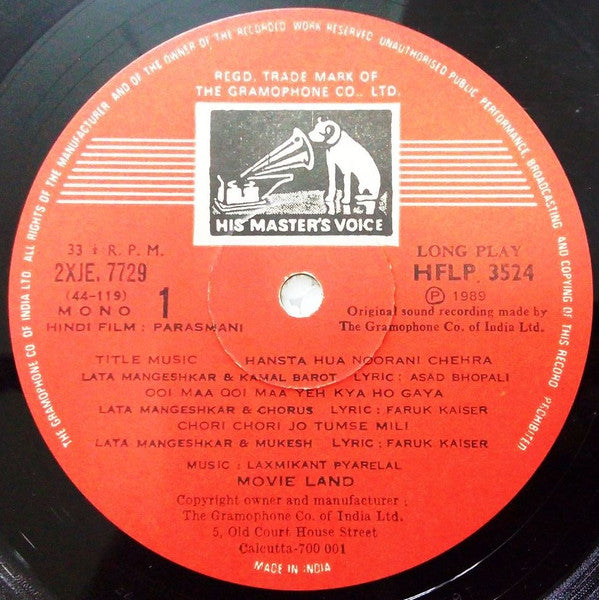 THE GRAMOPHONE CO. OF INDIA LTD. ALL RIGHTS OF THE MANUFACTURER AND OF THE OWNER OF THE RECORDED WORK RESERVED UNAUTHORISED PUBLIC PERFORMANCE, BROADCASTING AND COPYING OF THIS RECORD PROHIBITED
REGD. TRADE MARK OF
THE GRAMOPHONE CO., LTD.
HIS MASTER'S VOICE
33 ⅓ R. P. M.
2XJE. 7729
(44-119)
MONO 1
HINDI FILM : PARASMANI
LONG PLAY
HFLP 3524
Ⓟ 1989
Original sound recording made by
The Gramophone Co. of India Ltd.
TITLE MUSIC HANSTA HUA NOORANI CHEHRA
LATA MANGESHKAR & KAMAL BAROT LYRIC : ASAD BHOPALI
OOI MAA OOI MAA YEH KYA HO GAYA
LATA MANGESHKAR & CHORUS LYRIC : FARUK KAISER
CHORI CHORI JO TUMSE MILI
LATA MANGESHKAR & MUKESH LYRIC : FARUK KAISER
MUSIC : LAXMIKANT PYARELAL
MOVIE LAND
Copyright owner and manufacturer :
The Gramophone Co. of India Ltd.
5, Old Court House Street
Calcutta-700 001
MADE IN INDIA